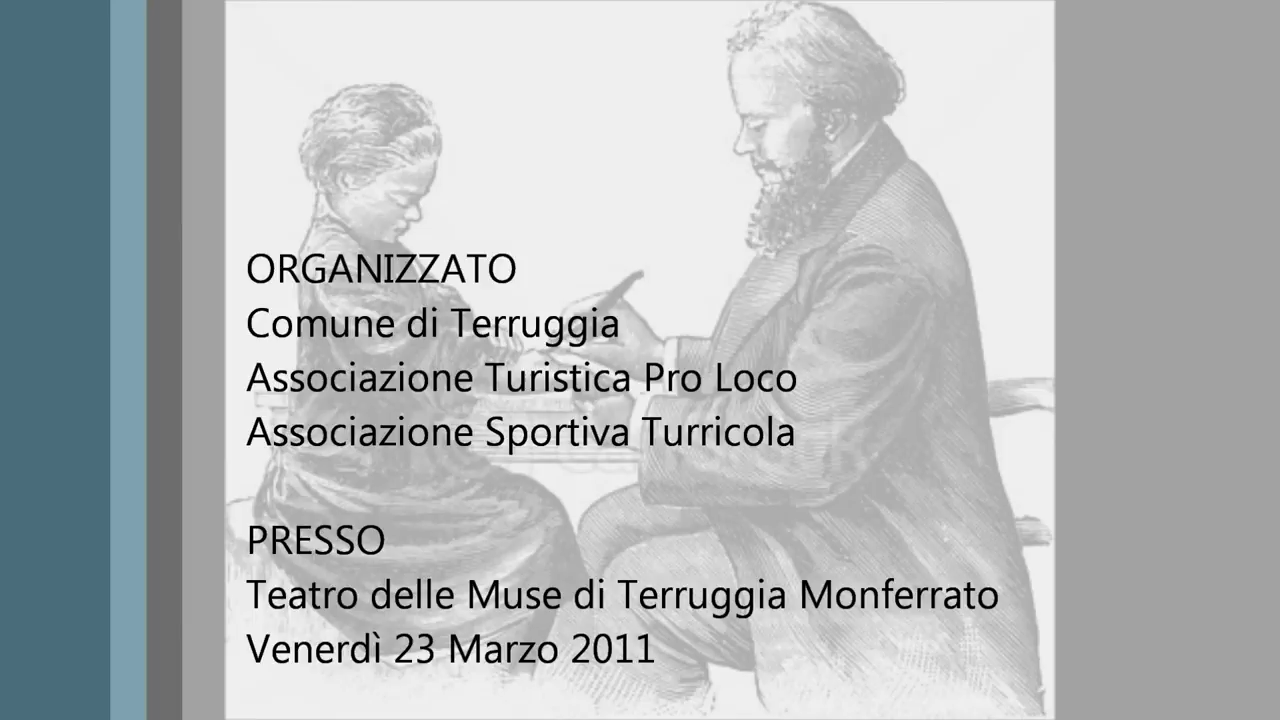 ORGANIZZATO
Comune di Terruggia
Associazione Turistica Pro Loco
Associazione Sportiva Turricola
PRESSO
Teatro delle Muse di Terruggia Monferrato
Venerdì 23 Marzo 2011